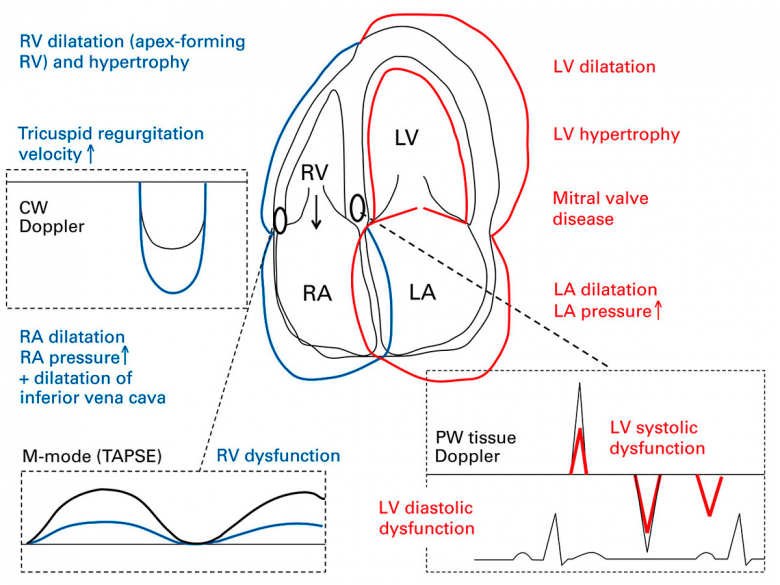 RV dilatation (apex-forming
RV) and hypertrophy
Tricuspid regurgitation
velocity ↑
CW
Doppler
RA dilatation
RA pressure↑
+ dilatation of
inferior vena cava
M-mode (TAPSE)
RV dysfunction
RV
LV
RA
LA
LV dilatation
LV hypertrophy
Mitral valve
disease
LA dilatation
LA pressure↑
PW tissue
Doppler
LV systolic
dysfunction
LV diastolic
dysfunction